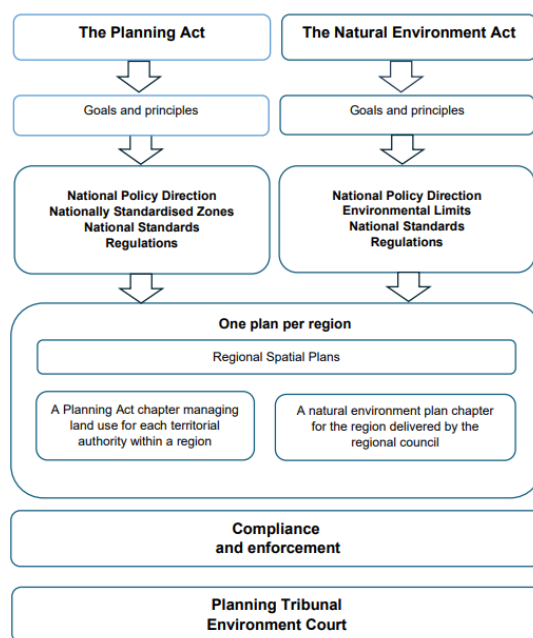 The Planning Act
The Natural Environment Act
Goals and principles
Goals and principles
National Policy Direction
Nationally Standardised Zones
National Standards
Regulations
National Policy Direction
Environmental Limits
National Standards
Regulations
One plan per region
Regional Spatial Plans
A Planning Act chapter managing
land use for each territorial
authority within a region
A natural environment plan chapter
for the region delivered by the
regional council
Compliance
and enforcement
Planning Tribunal
Environment Court